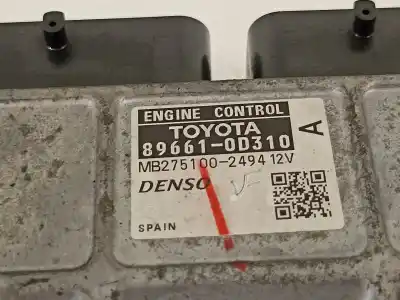 ENGINE CONTROL
TOYOTA
89661-0D310 A
MB275100-2494 12V
DENSO
SPAIN